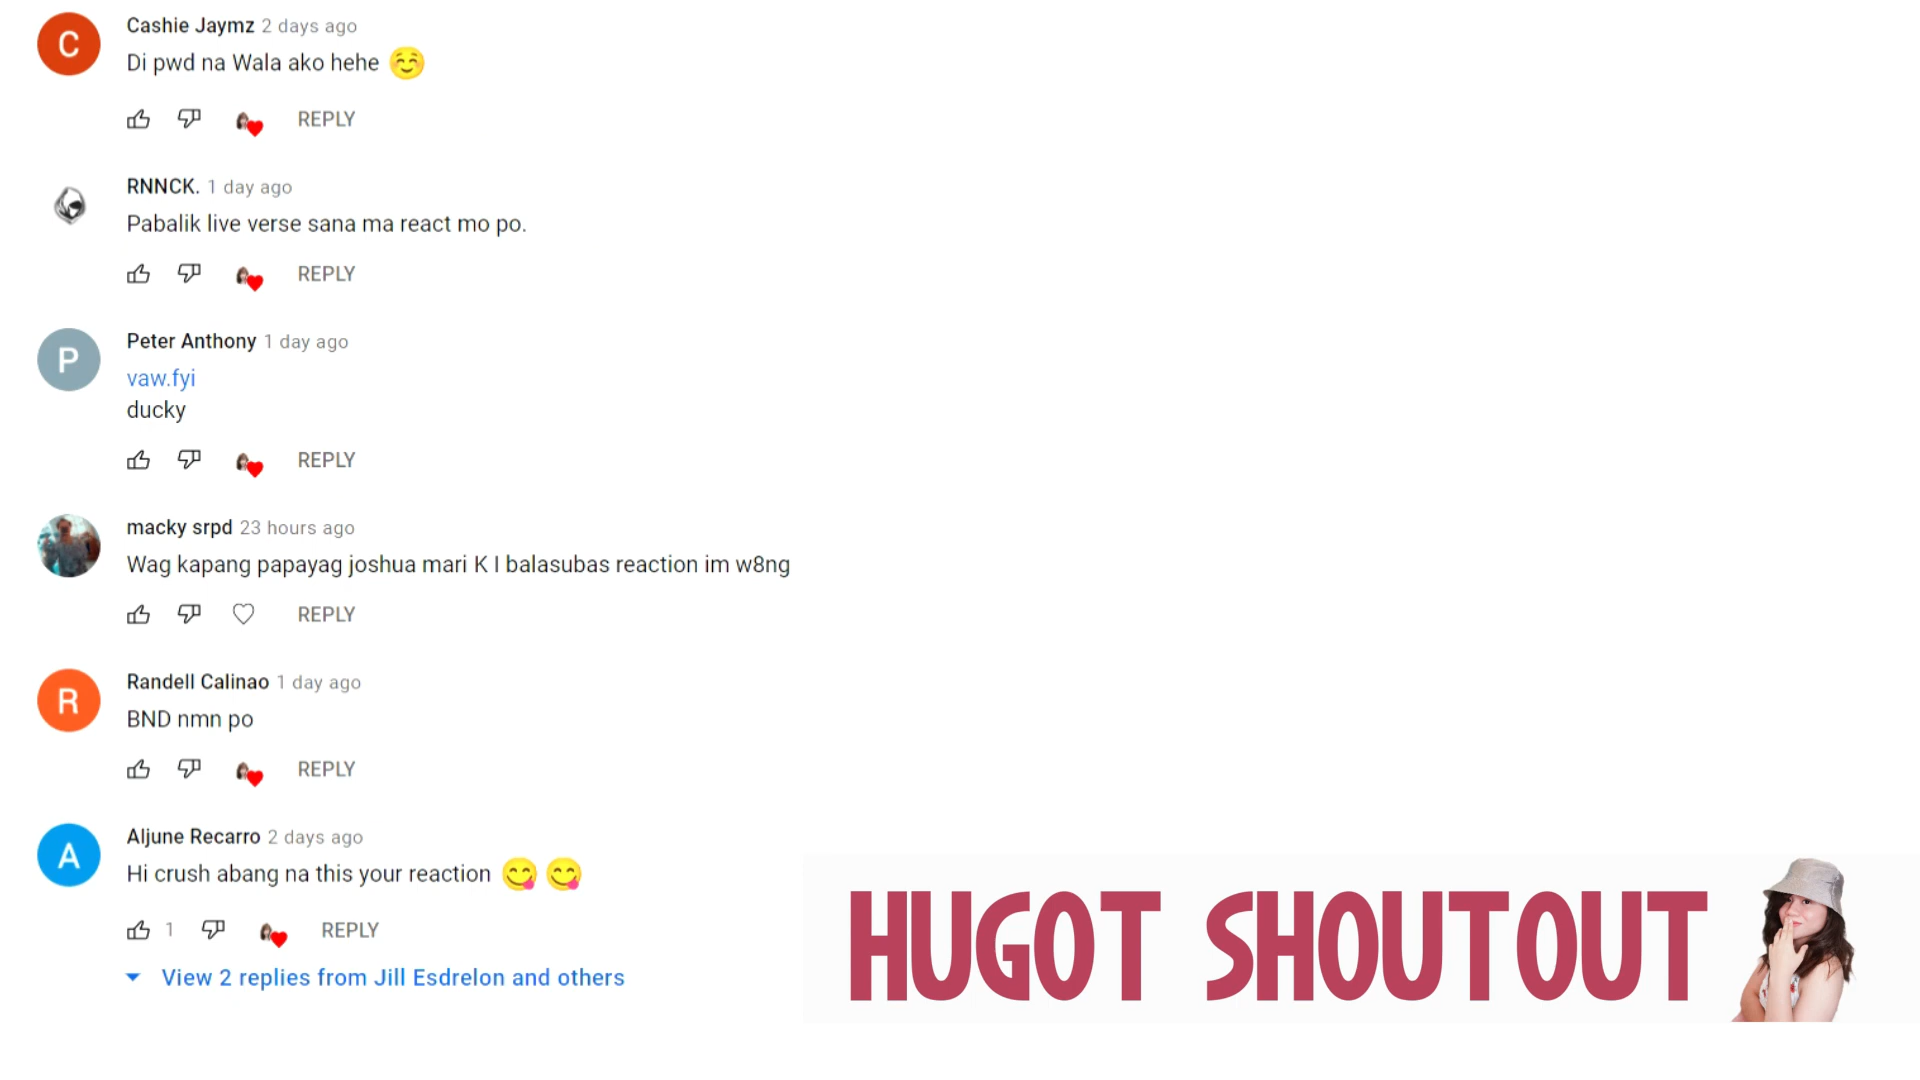 C
Cashie Jaymz 2 days ago
Di pwd na Wala ako hehe ☺️
REPLY
RNNCK. 1 day ago
Pabalik live verse sana ma react mo po.
REPLY
P
Peter Anthony 1 day ago
vaw.fyi
ducky
REPLY
macky srpd 23 hours ago
Wag kapang papayag joshua mari K I balasubas reaction im w8ng
REPLY
R
Randell Calinao 1 day ago
BND nmn po
REPLY
A
Aljune Recarro 2 days ago
Hi crush abang na this your reaction 😋 😋
1 REPLY
View 2 replies from Jill Esdrelon and others
HUGOT SHOUTOUT